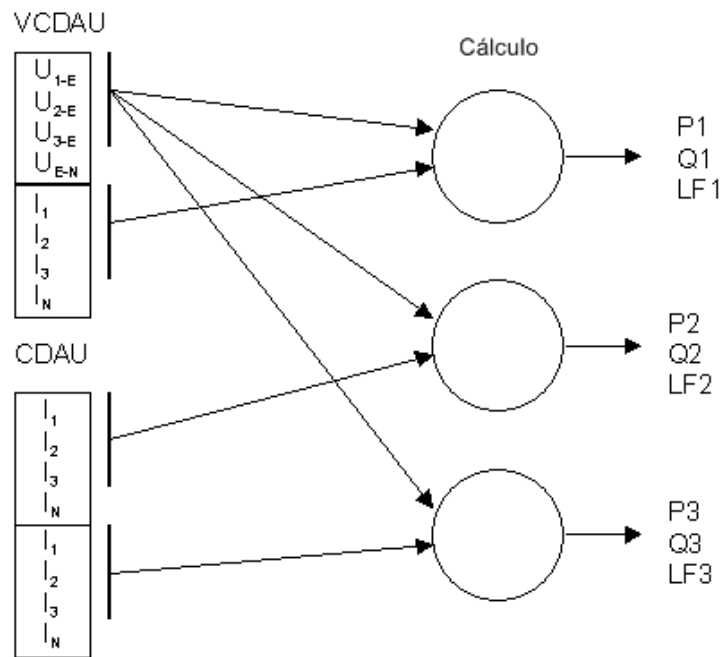 VCDAU
U1-E
U2-E
U3-E
UE-N
I1
I2
I3
IN
CDAU
I1
I2
I3
IN
I1
I2
I3
IN
Cálculo
P1
Q1
LF1
P2
Q2
LF2
P3
Q3
LF3